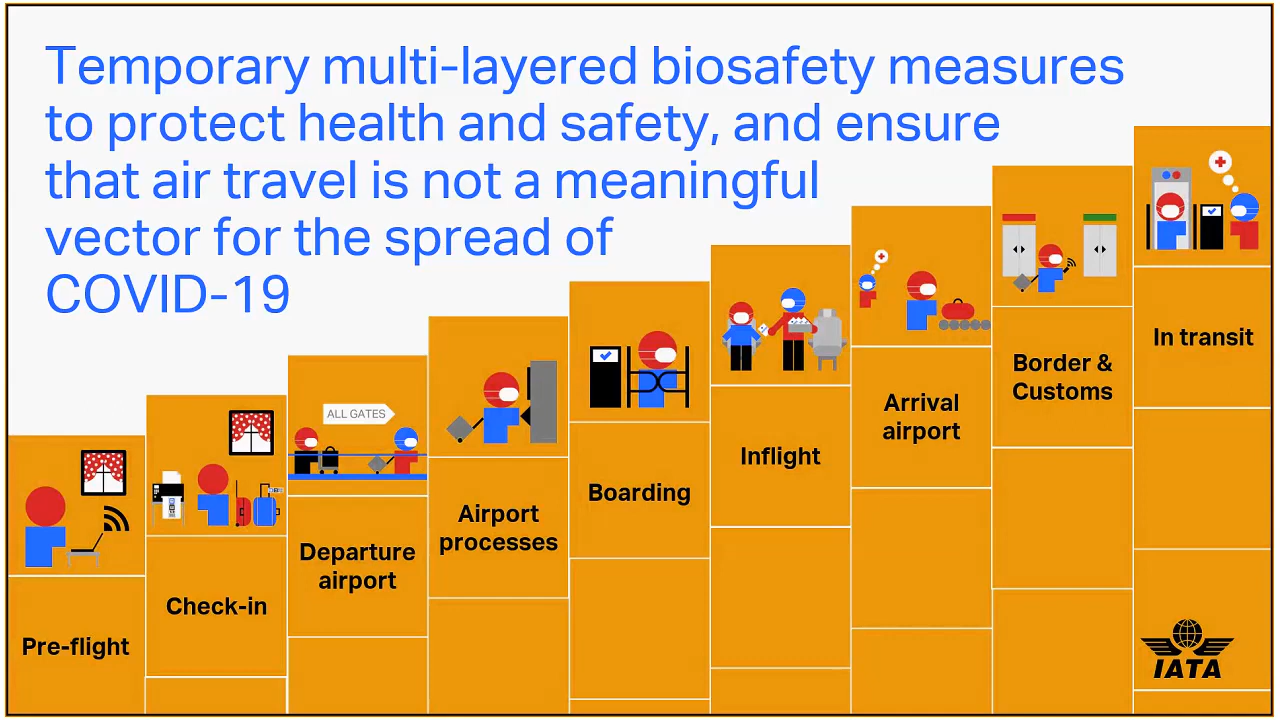 Temporary multi-layered biosafety measures
to protect health and safety, and ensure
that air travel is not a meaningful
vector for the spread of
COVID-19
ALL GATES
Pre-flight
Check-in
Departure
airport
Airport
processes
Boarding
Inflight
Arrival
airport
Border &
Customs
In transit
IATA